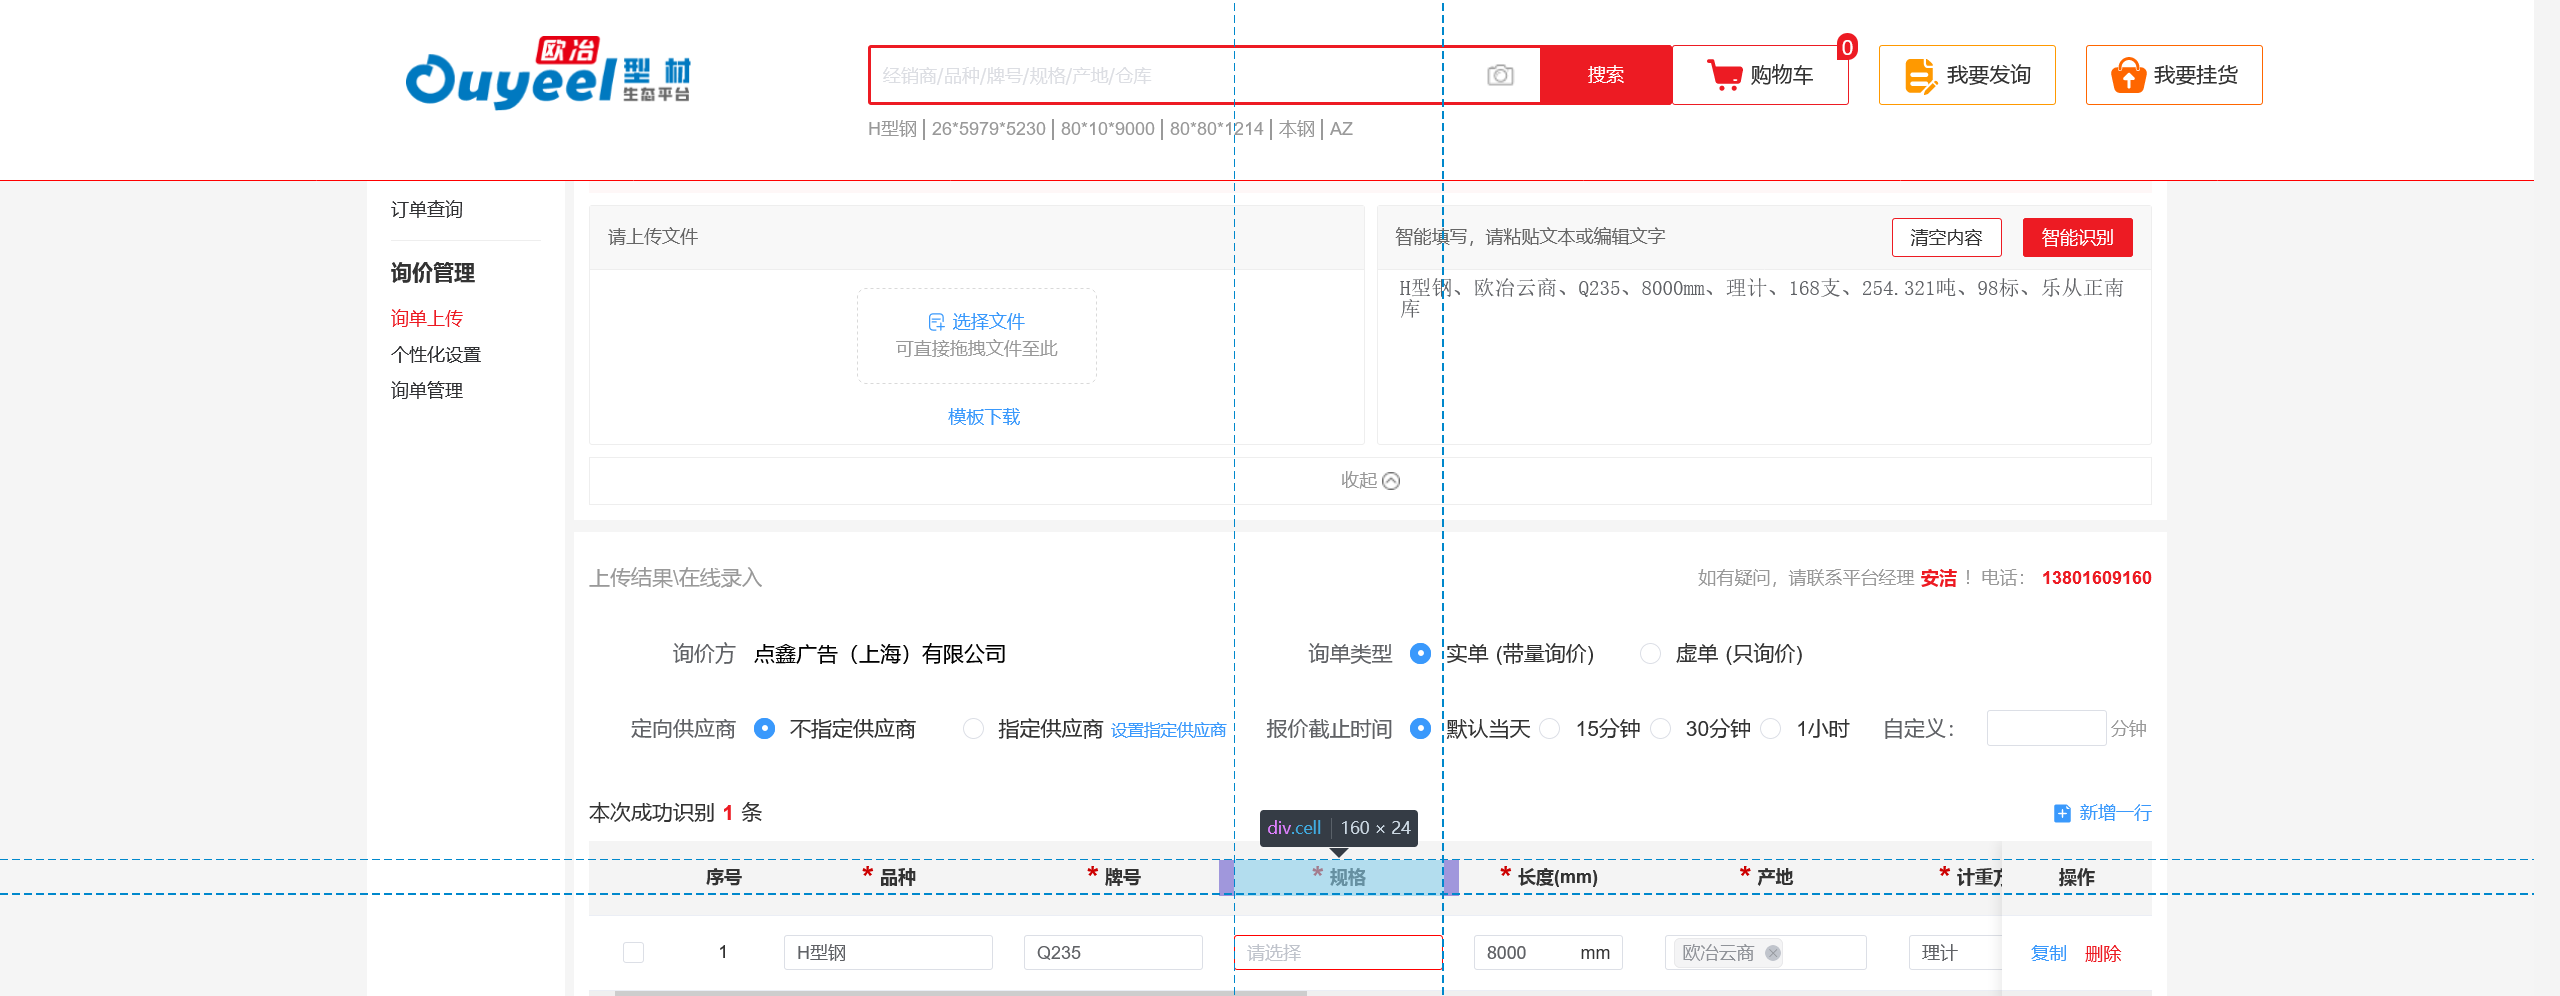 欧冶
Ouyeel 型材
生态平台
经销商/品种/牌号/规格/产地/仓库
搜索
购物车
0
我要发询
我要挂货
H型钢 | 26*5979*5230 | 80*10*9000 | 80*80*1214 | 本钢 | AZ
订单查询
询价管理
询单上传
个性化设置
询单管理
请上传文件
选择文件
可直接拖拽文件至此
模板下载
智能填写，请粘贴文本或编辑文字
清空内容
智能识别
H型钢、欧冶云商、Q235、8000mm、理计、168支、254.321吨、98标、乐从正南
库
收起
上传结果\在线录入
如有疑问，请联系平台经理 安洁 ！电话： 13801609160
询价方 点鑫广告（上海）有限公司
询单类型 实单 (带量询价) 虚单 (只询价)
定向供应商 不指定供应商 指定供应商 设置指定供应商
报价截止时间 默认当天 15分钟 30分钟 1小时 自定义： 分钟
本次成功识别 1 条
新增一行
div.cell 160 × 24
序号 * 品种 * 牌号 * 规格 * 长度(mm) * 产地 * 计重方 操作
1 H型钢 Q235 请选择 8000 mm 欧冶云商 理计 复制 删除